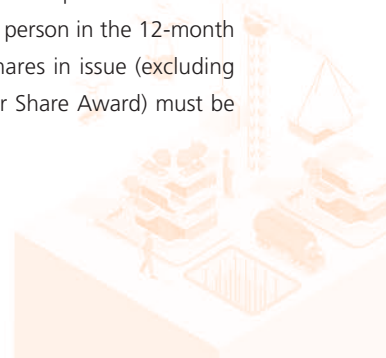 person in the 12-month
hares in issue (excluding
r Share Award) must be